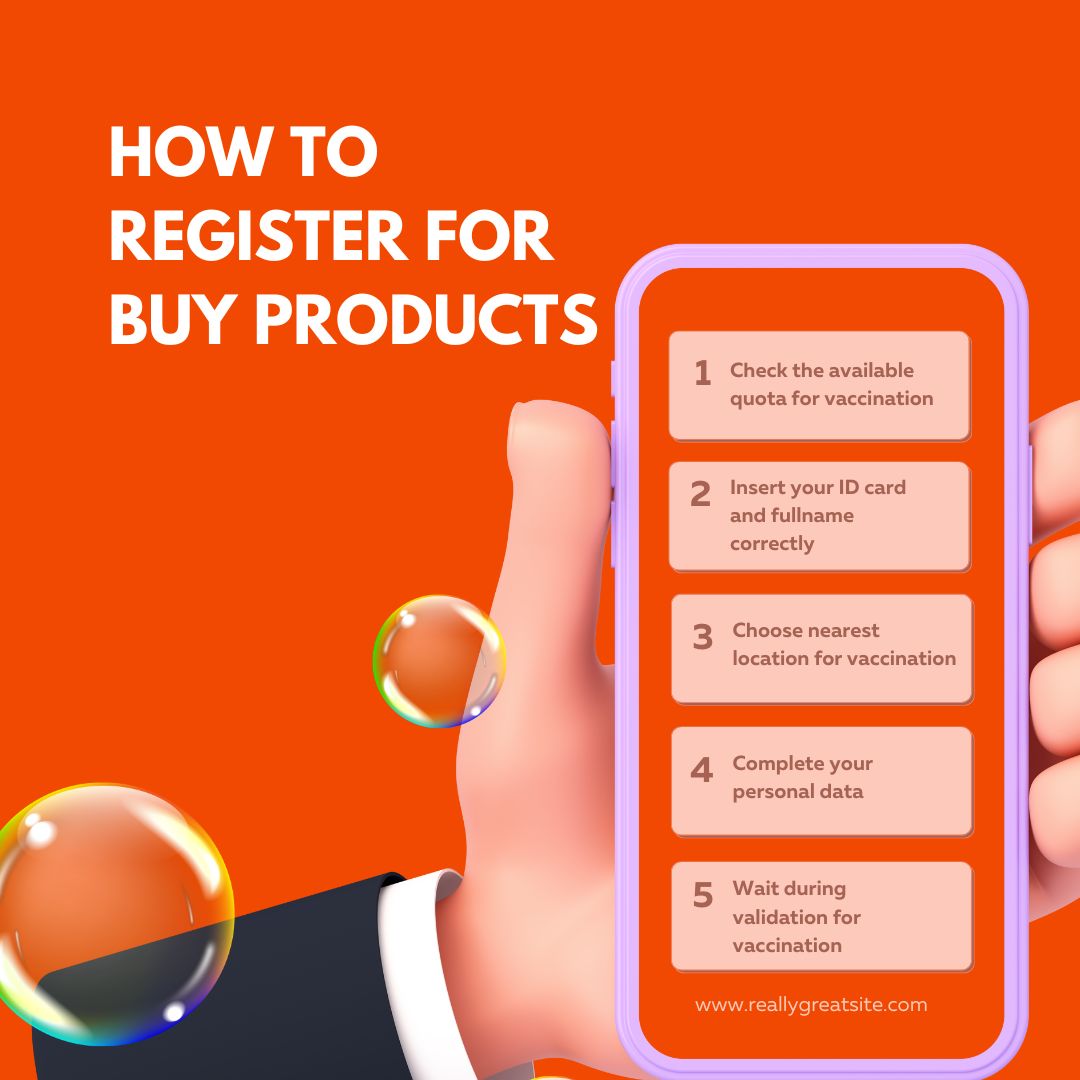 HOW TO
REGISTER FOR
BUY PRODUCTS
1 Check the available
quota for vaccination
2 Insert your ID card
and fullname
correctly
3 Choose nearest
location for vaccination
4 Complete your
personal data
5 Wait during
validation for
vaccination
www.reallygreatsite.com